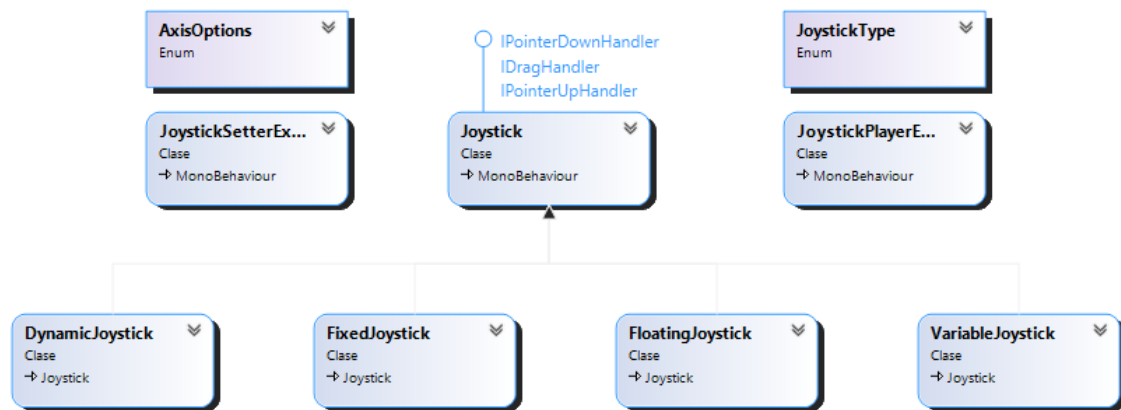 AxisOptions
Enum
IPointerDownHandler
IDragHandler
IPointerUpHandler
JoystickType
Enum
JoystickSetterEx...
Clase
MonoBehaviour
Joystick
Clase
MonoBehaviour
JoystickPlayerE...
Clase
MonoBehaviour
DynamicJoystick
Clase
Joystick
FixedJoystick
Clase
Joystick
FloatingJoystick
Clase
Joystick
VariableJoystick
Clase
Joystick